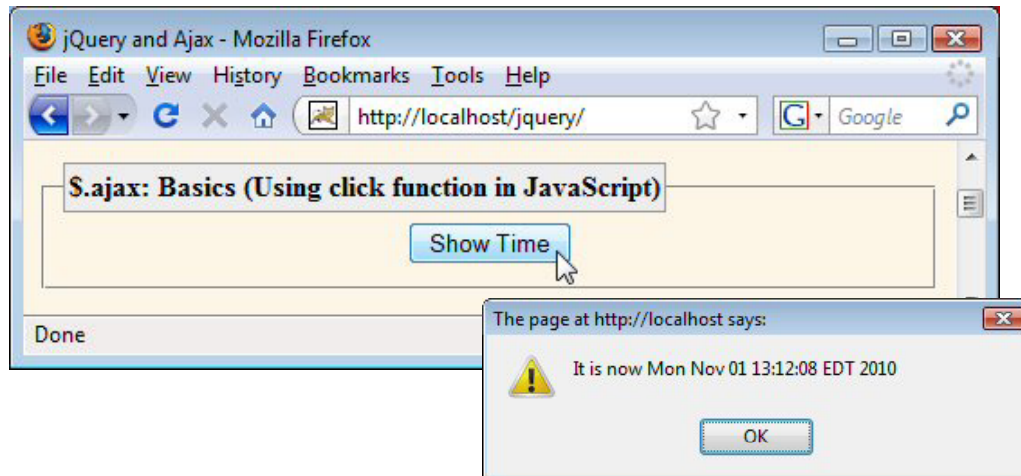 jQuery and Ajax - Mozilla Firefox
File Edit View History Bookmarks Tools Help
http://localhost/jquery/
G Google
$.ajax: Basics (Using click function in JavaScript)
Show Time
Done
The page at http://localhost says:
It is now Mon Nov 01 13:12:08 EDT 2010
OK